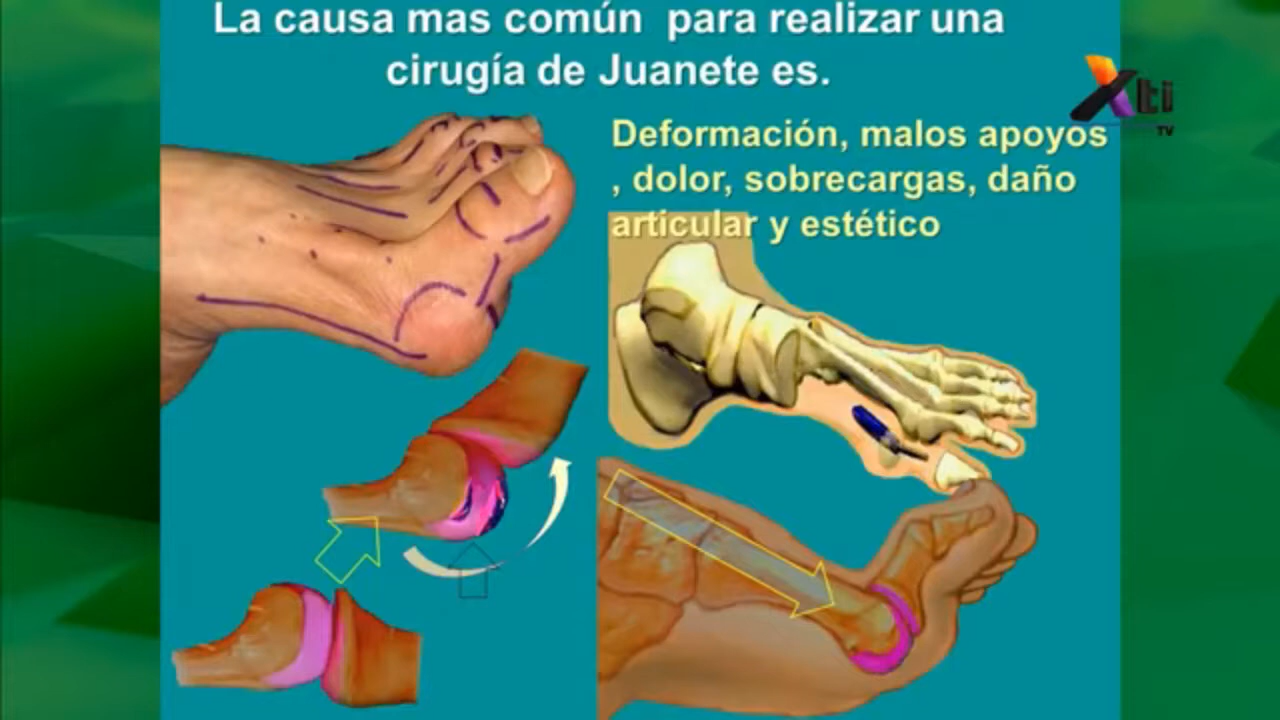 La causa mas común para realizar una
cirugía de Juanete es.
Xti
TV
Deformación, malos apoyos
, dolor, sobrecargas, daño
articular y estético